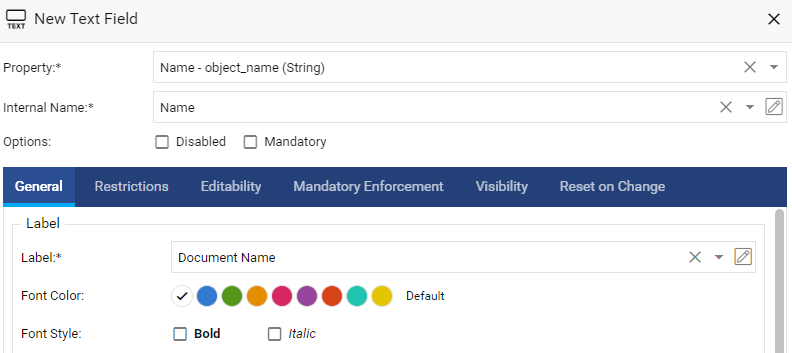 TEXT New Text Field
Property:* Name - object_name (String)
Internal Name:* Name
Options: Disabled Mandatory
General Restrictions Editability Mandatory Enforcement Visibility Reset on Change
Label
Label:* Document Name
Font Color: Default
Font Style: Bold Italic